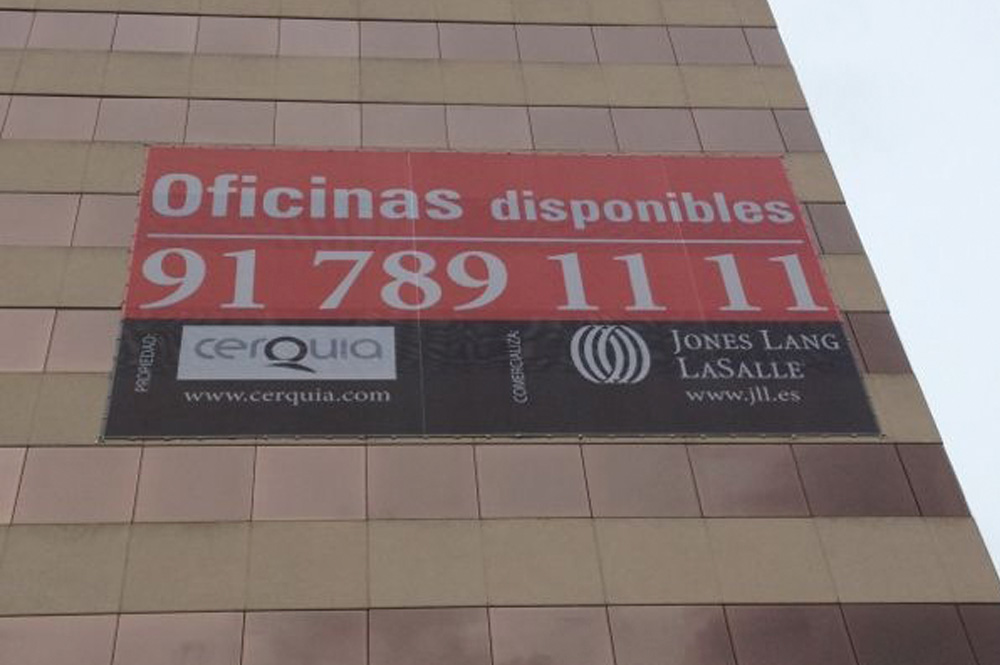 Oficinas disponibles
91 789 11 11
PROPIEDAD:
cerquia
www.cerquia.com
COMERCIALIZA:
JONES LANG
LASALLE
www.jll.es